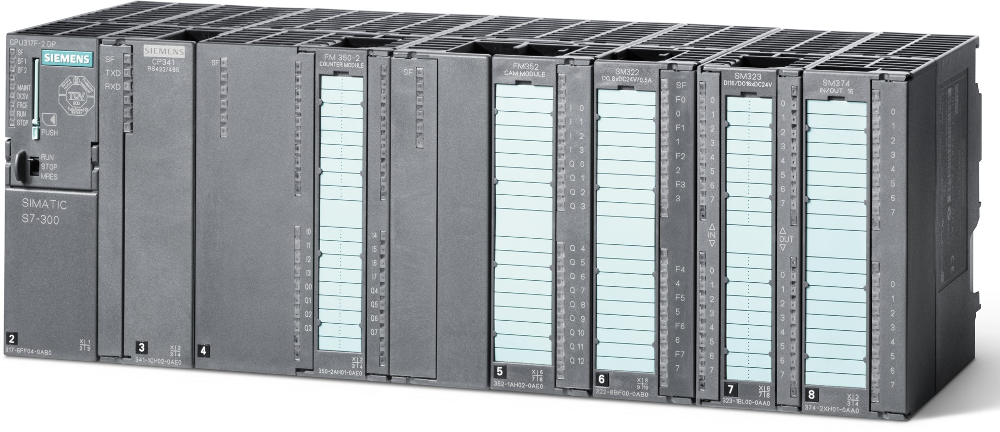 CPU317F-2 DP
SIEMENS
SF
BF 1
BF 2
MAINT
DC5V
FRCE
RUN
STOP
TÜV
SÜD
Functional
Safety
PUSH
RUN
STOP
MRES
SIMATIC
S7-300
2
X 1
2 3
317-6FF04-0AB0
SF
TXD
RXD
SIEMENS
CP341
RS422/485
X1
3
X 2
3 4
341-1CH02-0AE0
SF
4
FM 350-2
COUNTER MODULE
I0
I1
I2
I3
Q0
Q1
Q2
Q3
I4
I5
I6
I7
Q4
Q5
Q6
Q7
X 2
3 4
350-2AH01-0AE0
SF
X2
FM352
CAM MODULE
I 0
I 1
I 2
I 3
Q 0
Q 1
Q 2
Q 3
Q 4
Q 5
Q 6
Q 7
Q 8
Q 9
Q 10
Q 11
Q 12
5
X 6
7 8
352-1AH02-0AE0
SM322
DO 8xDC24V/0.5A
SF
F0
0
F1
1
F2
2
F3
3
F4
4
F5
5
F6
6
F7
7
6
X 8
9 10
322-8BF00-0AB0
SM323
DI16/DO16xDC24V
0
1
2
3
4
5
6
7
IN
0
1
2
3
4
5
6
7
0
1
2
3
4
5
6
7
OUT
0
1
2
3
4
5
6
7
7
X 6
7 8
323-1BL00-0AA0
SM374
IN/OUT 16
0
1
2
3
4
5
6
7
0
1
2
3
4
5
6
7
8
X 2
3 4
374-2XH01-0AA0